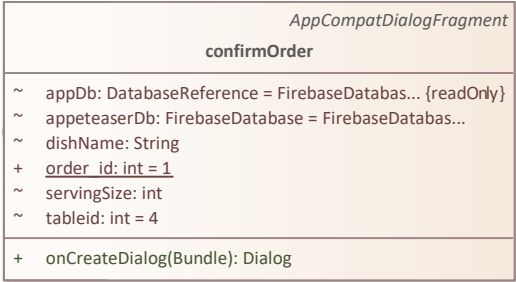 AppCompatDialogFragment
confirmOrder
~ appDb: DatabaseReference = FirebaseDatabas... {readOnly}
~ appeteaserDb: FirebaseDatabase = FirebaseDatabas...
~ dishName: String
+ order_id: int = 1
~ servingSize: int
~ tableid: int = 4
+ onCreateDialog(Bundle): Dialog